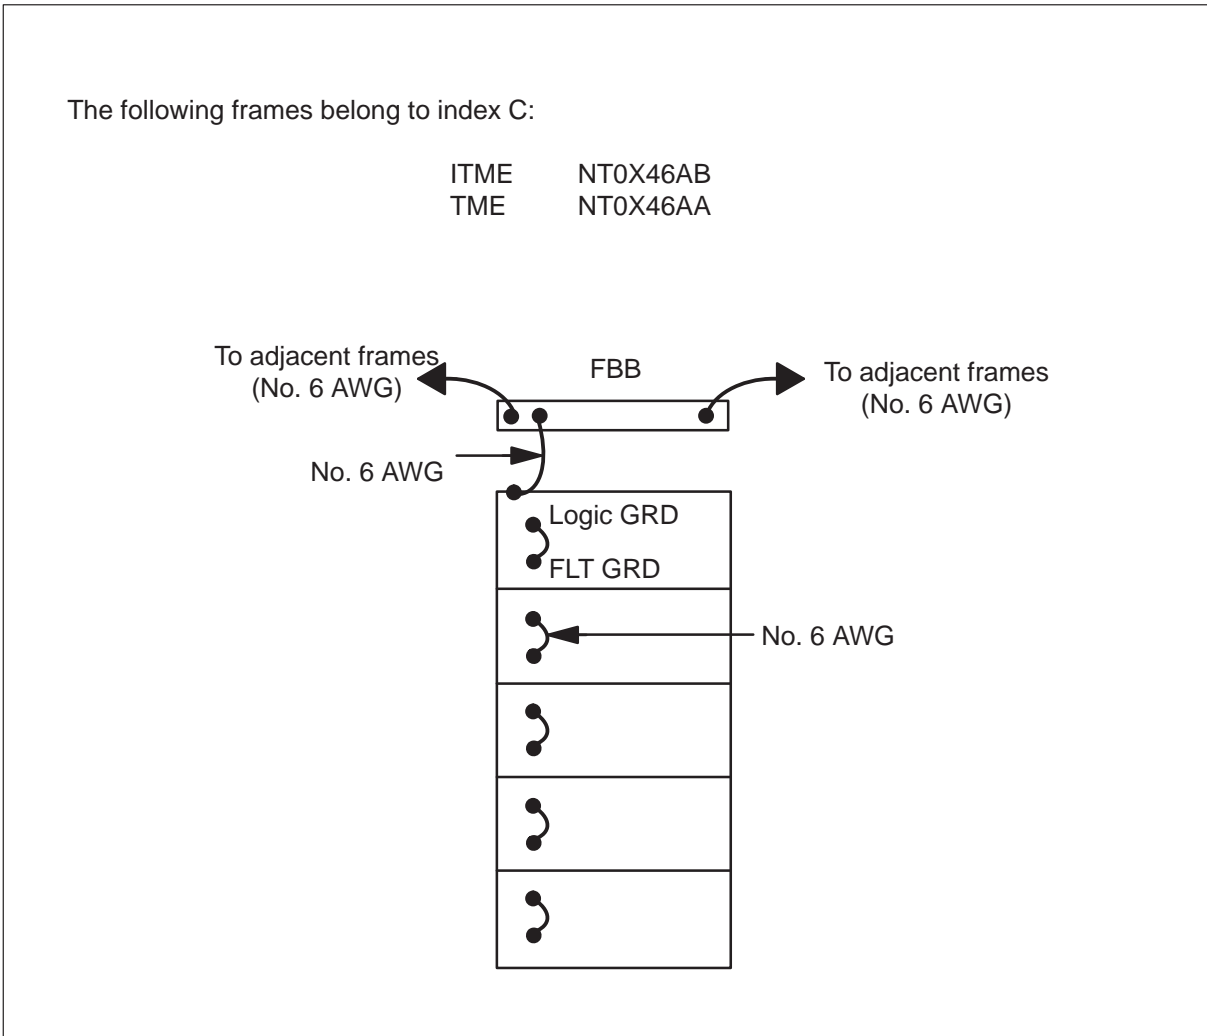 The following frames belong to index C:
ITME NT0X46AB
TME NT0X46AA
To adjacent frames
(No. 6 AWG)
FBB
To adjacent frames
(No. 6 AWG)
No. 6 AWG
Logic GRD
FLT GRD
No. 6 AWG